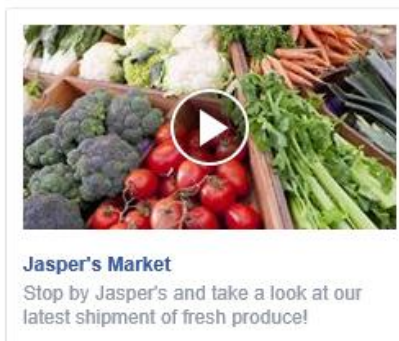 Jasper's Market
Stop by Jasper's and take a look at our
latest shipment of fresh produce!